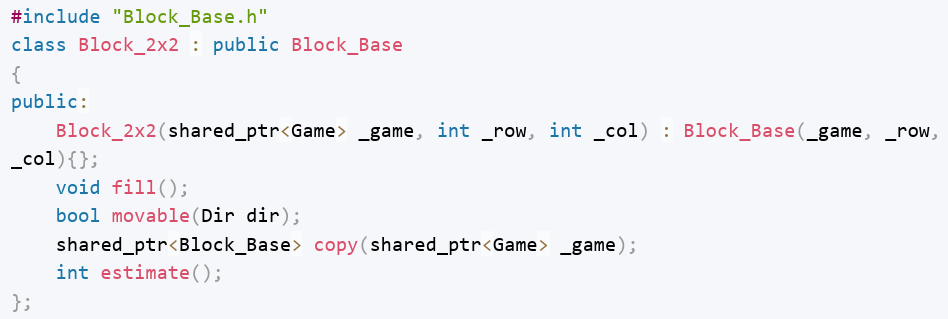 #include "Block_Base.h"
class Block_2x2 : public Block_Base
{
public:
    Block_2x2(shared_ptr<Game> _game, int _row, int _col) : Block_Base(_game, _row,
_col){};
    void fill();
    bool movable(Dir dir);
    shared_ptr<Block_Base> copy(shared_ptr<Game> _game);
    int estimate();
};